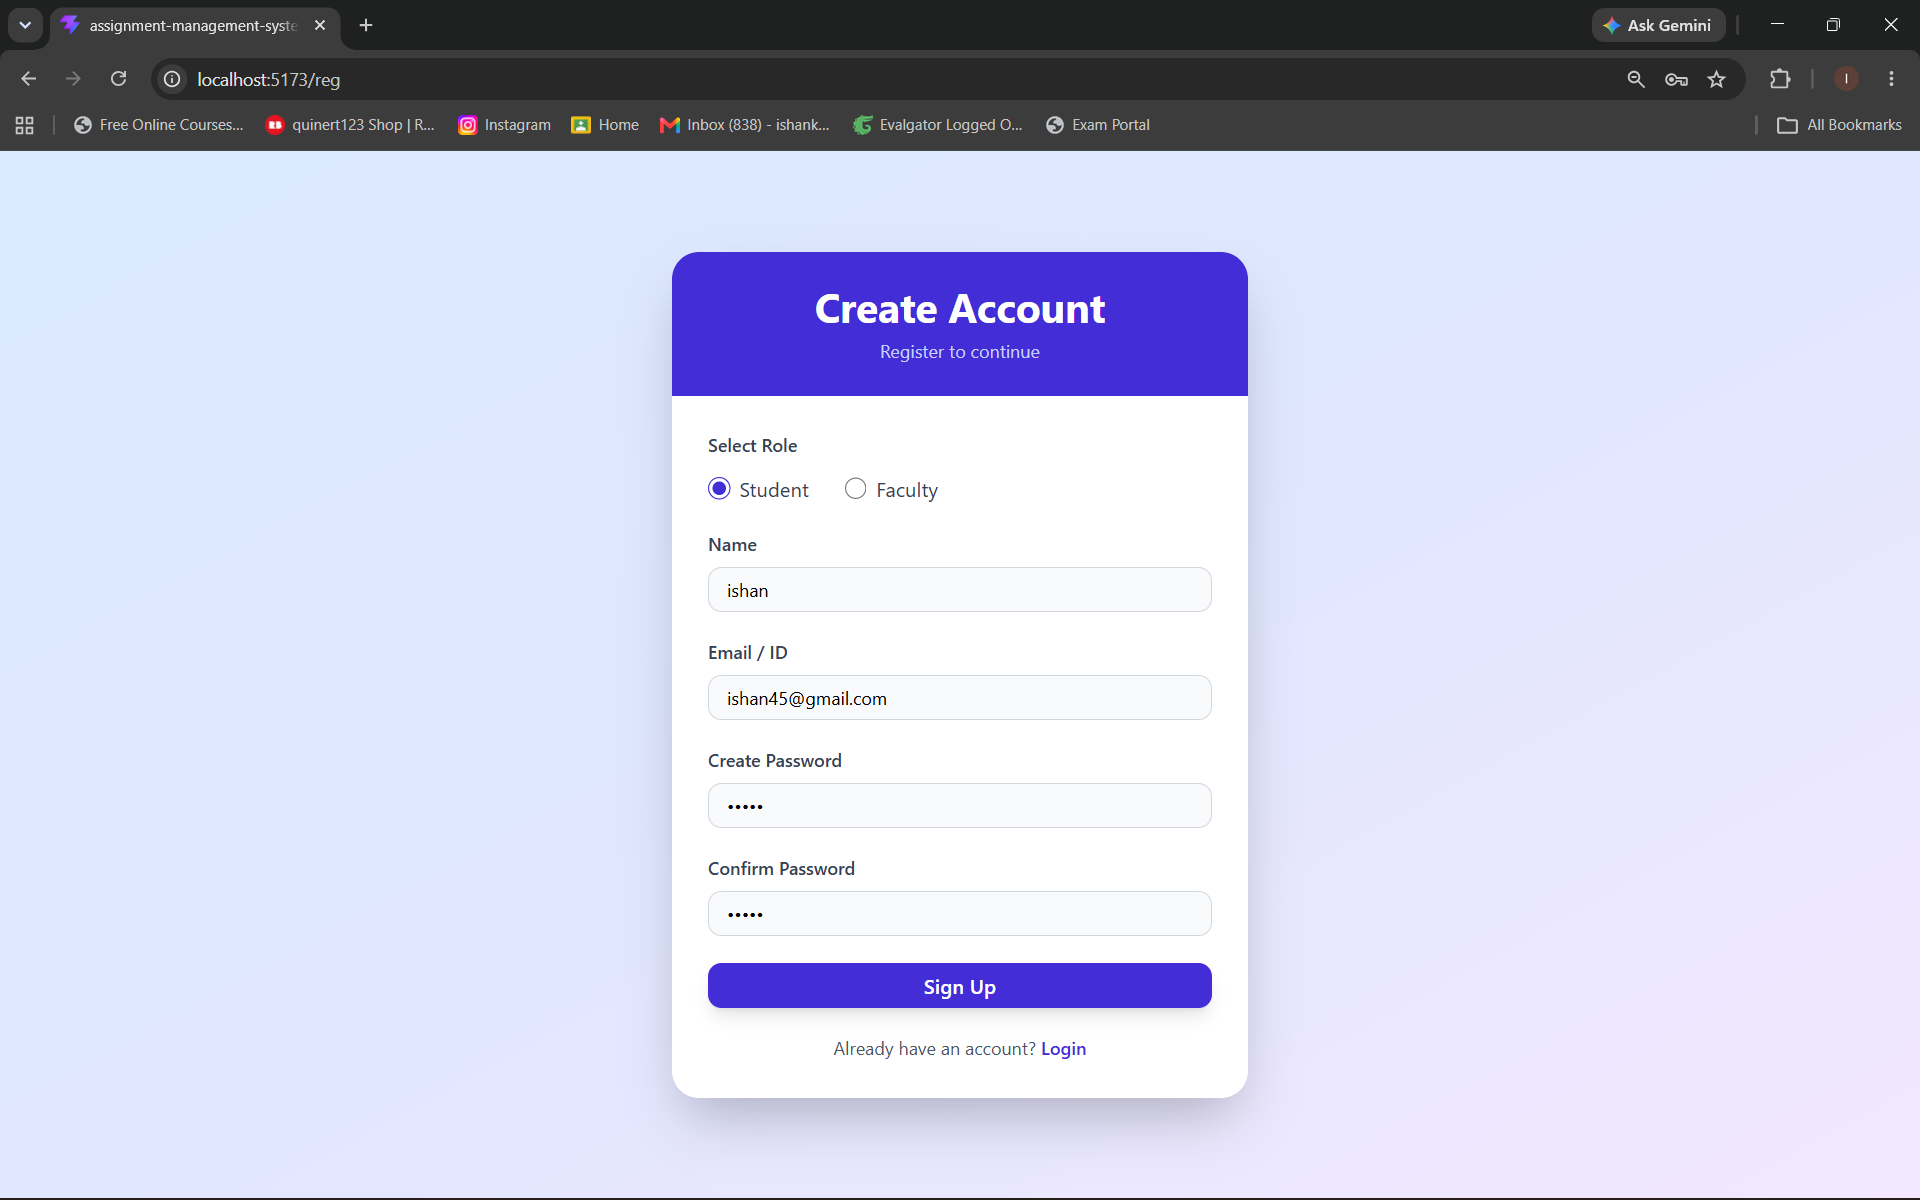 assignment-management-syste
Ask Gemini
localhost:5173/reg
I
Free Online Courses...
quinert123 Shop | R...
Instagram
Home
Inbox (838) - ishank...
Evalgator Logged O...
Exam Portal
All Bookmarks
Create Account
Register to continue
Select Role
Student
Faculty
Name
ishan
Email / ID
ishan45@gmail.com
Create Password
•••••
Confirm Password
•••••
Sign Up
Already have an account? Login